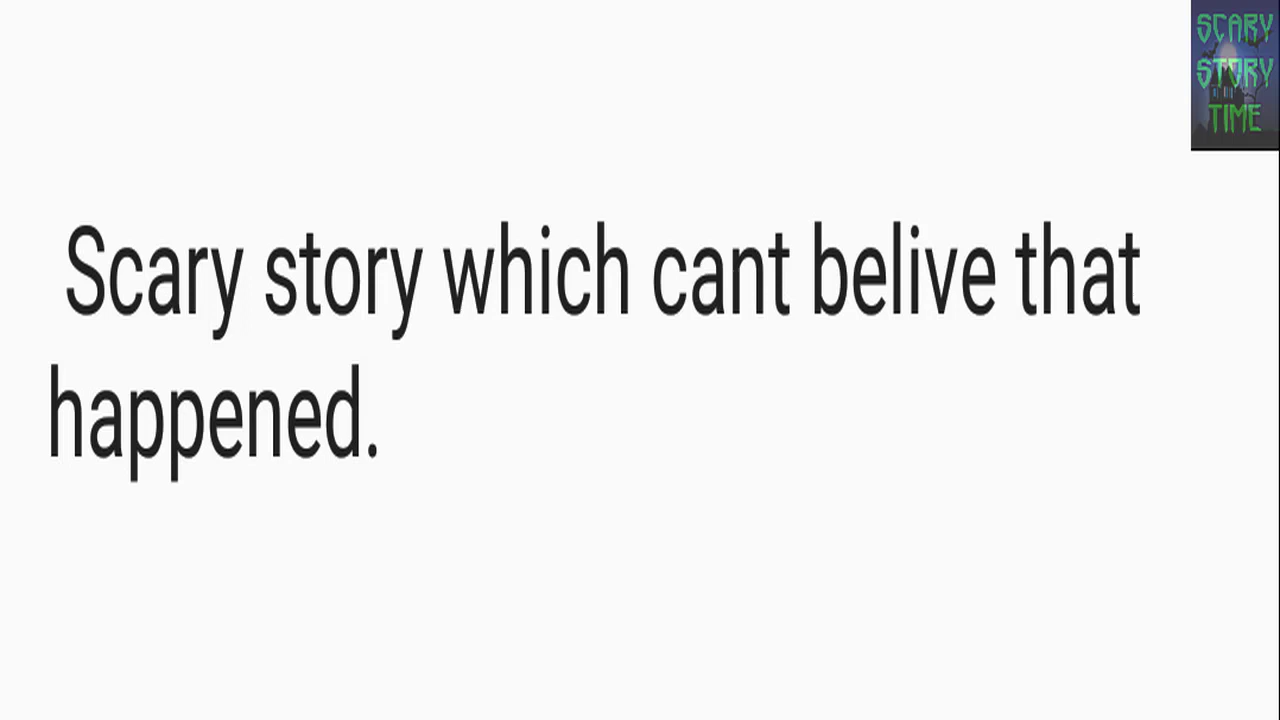 SCARY
STORY
TIME
Scary story which cant belive that
happened.